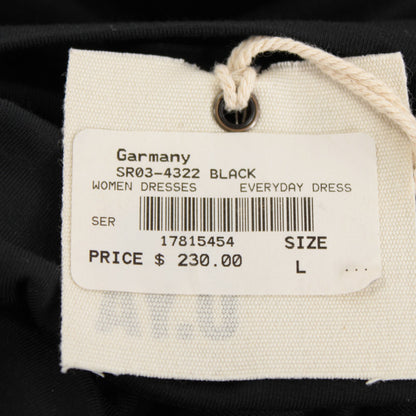 Garmany
SR03-4322 BLACK
WOMEN DRESSES EVERYDAY DRESS
SER
17815454 SIZE
PRICE $ 230.00 L ...